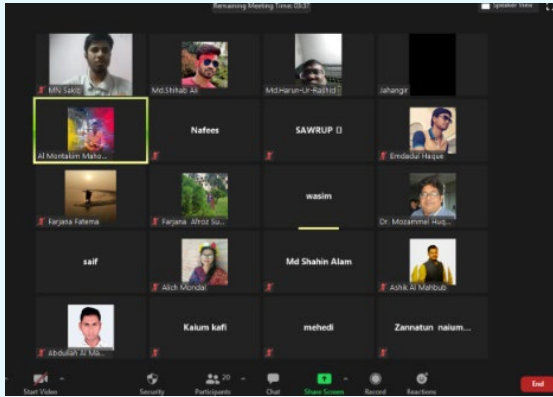 Remaining Meeting Time: 05:37
Speaker View
MN Sakib
Md.Shihab Ali
Md.Harun-Ur-Rashid
Jahangir
Al Montakim Maho...
Nafees
SAWRUP
Emdadul Haque
Farjana Fatema
Farjana Afroz Su...
wasim
Dr. Mozammel Huq...
saif
Alich Mondal
Md Shahin Alam
Ashik Al Mahbub
Abdullah Al Ma...
Kaium kafi
mehedi
Zannatun naium...
20
Start Video
Security
Participants
Chat
Share Screen
Record
Reactions
End